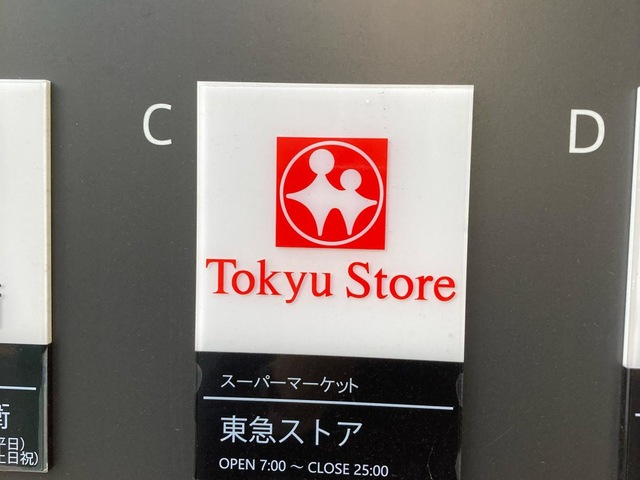 C
Tokyu Store
スーパーマーケット
東急ストア
OPEN 7:00 〜 CLOSE 25:00
D